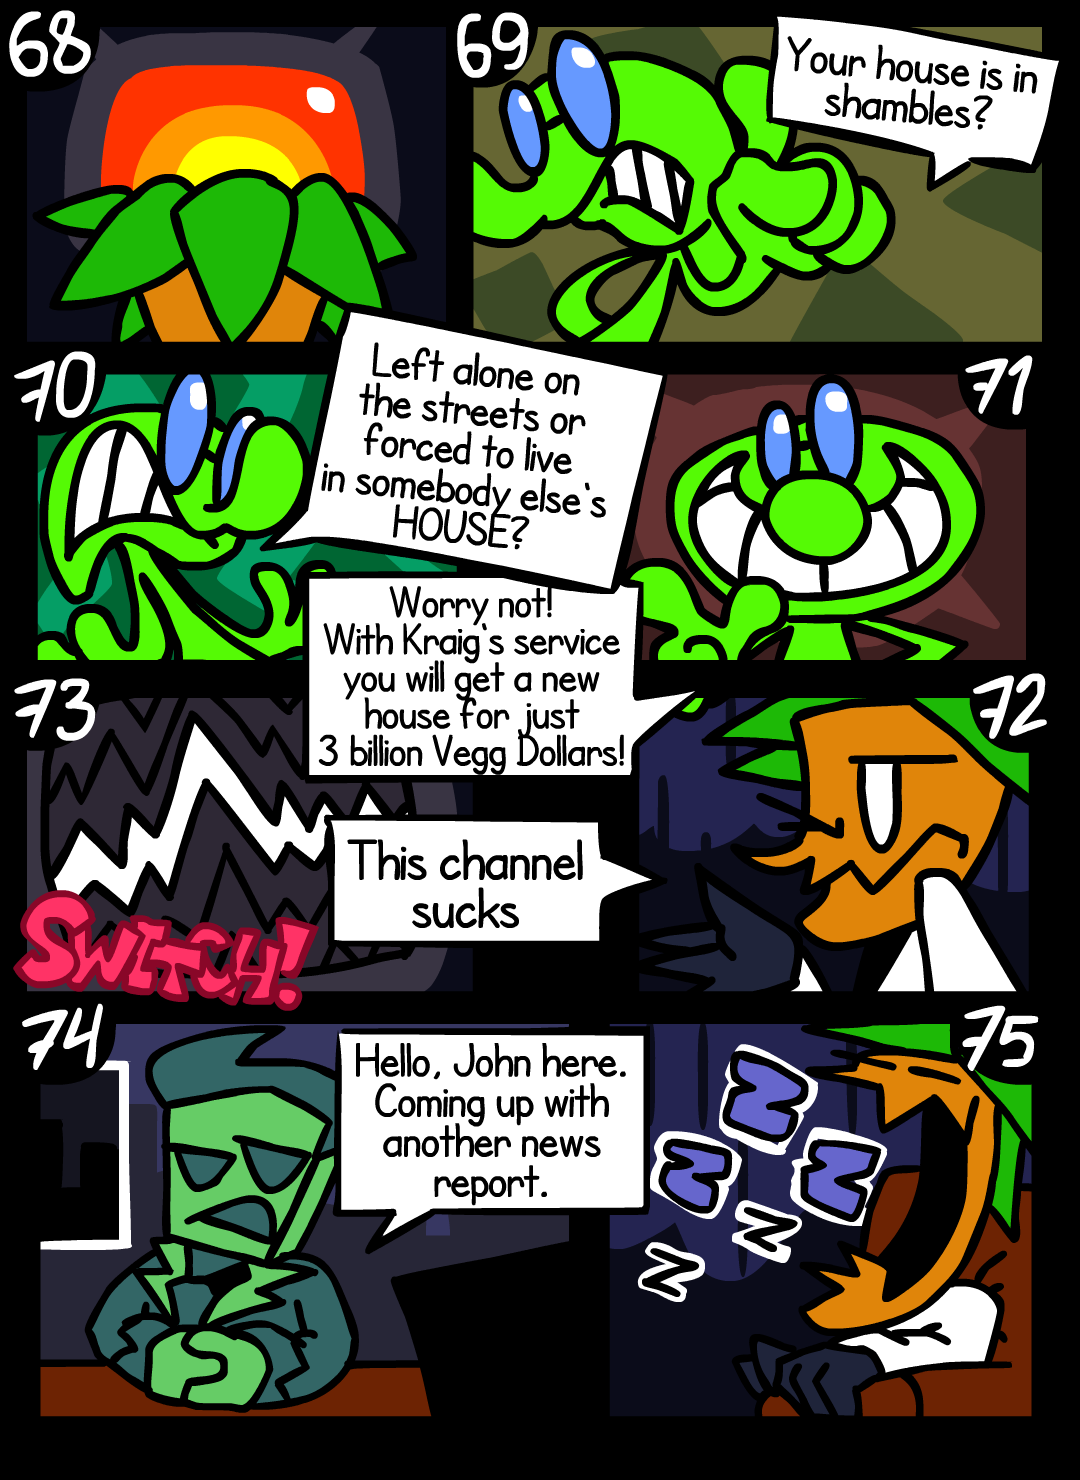 68
69
Your house is in
shambles?
70
Left alone on
the streets or
forced to live
in somebody else's
HOUSE?
71
Worry not!
With Kraig's service
you will get a new
house for just
3 billion Vegg Dollars!
72
This channel
sucks
73
SWITCH!
74
Hello, John here.
Coming up with
another news
report.
75
Z
Z
Z
Z
Z